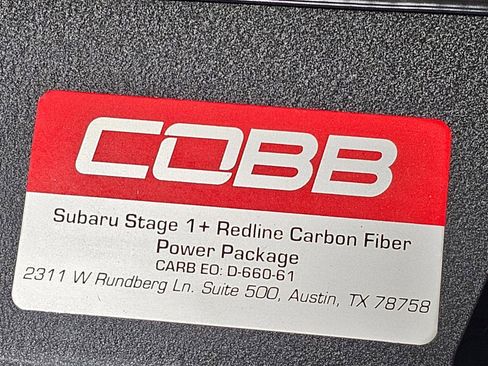 COBB
Subaru Stage 1+ Redline Carbon Fiber
Power Package
CARB EO: D-660-61
2311 W Rundberg Ln. Suite 500, Austin, TX 78758